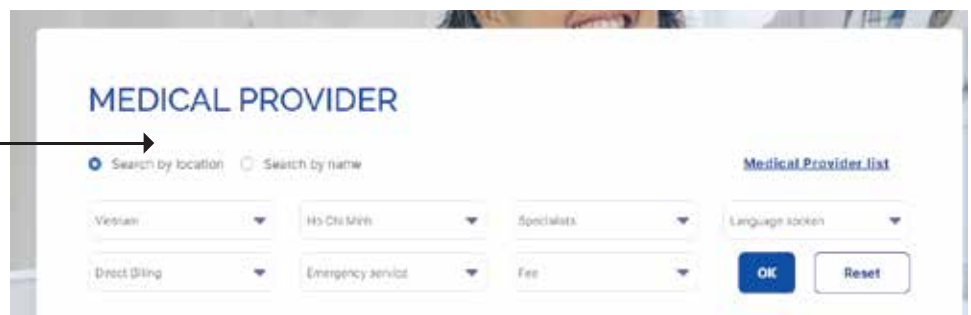 MEDICAL PROVIDER
Search by location Search by name Medical Provider list
Vietnam Ho Chi Minh Specialists Language spoken
Direct Billing Emergency service Fee OK Reset